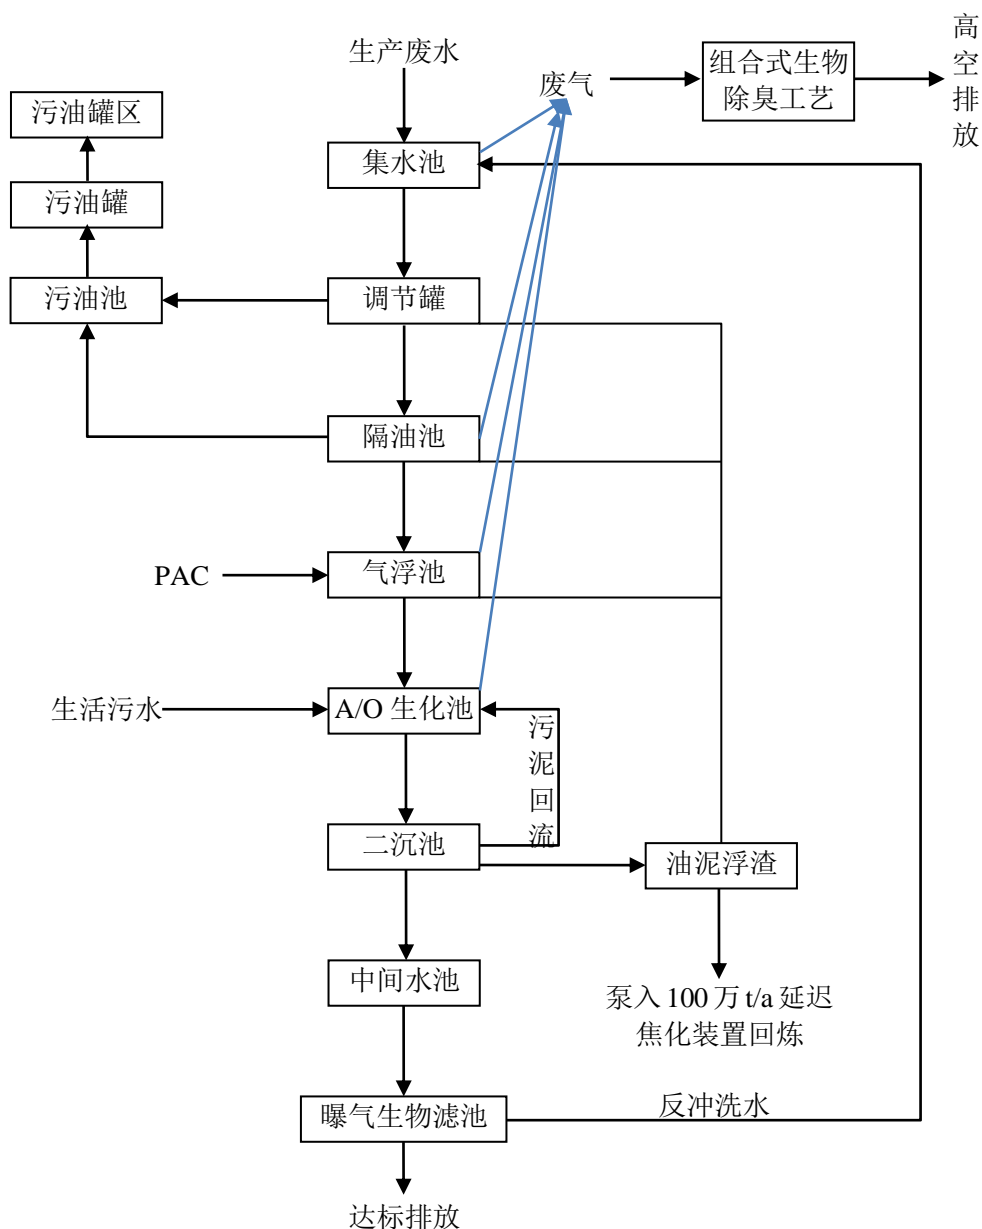 生产废水
高空排放
废气
组合式生物
除臭工艺
污油罐区
集水池
污油罐
污油池
调节罐
隔油池
PAC
气浮池
生活污水
A/O 生化池
污泥回流
二沉池
油泥浮渣
中间水池
泵入 100 万 t/a 延迟
焦化装置回炼
曝气生物滤池
反冲洗水
达标排放